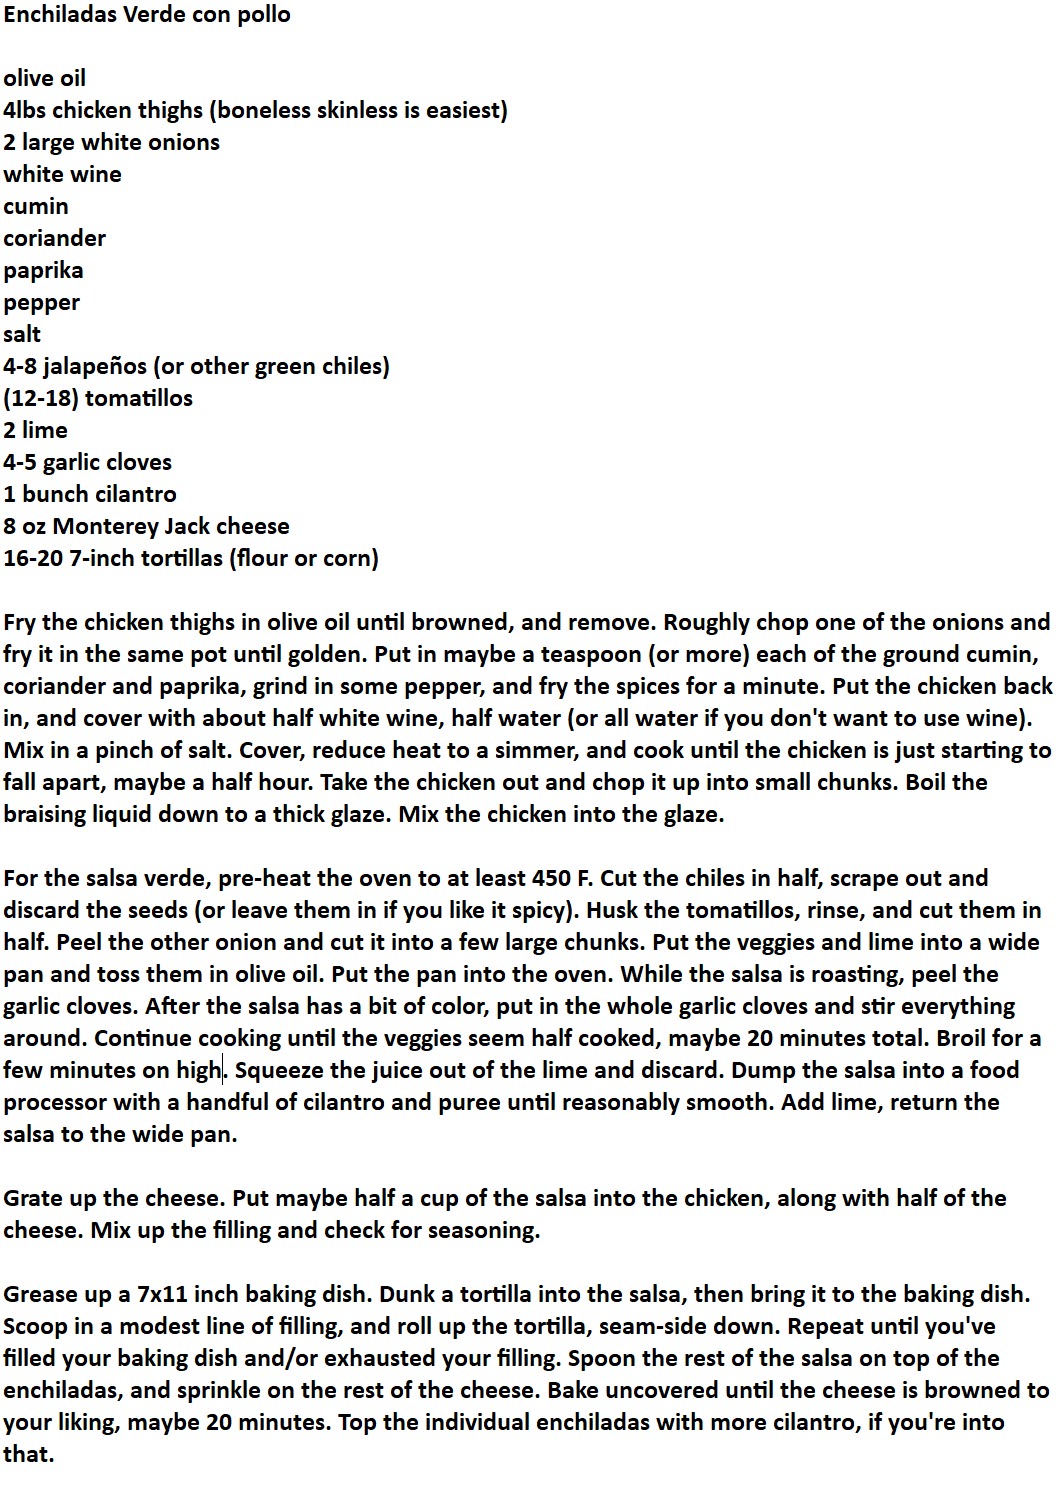 Enchiladas Verde con pollo
olive oil
4lbs chicken thighs (boneless skinless is easiest)
2 large white onions
white wine
cumin
coriander
paprika
pepper
salt
4-8 jalapeños (or other green chiles)
(12-18) tomatillos
2 lime
4-5 garlic cloves
1 bunch cilantro
8 oz Monterey Jack cheese
16-20 7-inch tortillas (flour or corn)
Fry the chicken thighs in olive oil until browned, and remove. Roughly chop one of the onions and
fry it in the same pot until golden. Put in maybe a teaspoon (or more) each of the ground cumin,
coriander and paprika, grind in some pepper, and fry the spices for a minute. Put the chicken back
in, and cover with about half white wine, half water (or all water if you don't want to use wine).
Mix in a pinch of salt. Cover, reduce heat to a simmer, and cook until the chicken is just starting to
fall apart, maybe a half hour. Take the chicken out and chop it up into small chunks. Boil the
braising liquid down to a thick glaze. Mix the chicken into the glaze.
For the salsa verde, pre-heat the oven to at least 450 F. Cut the chiles in half, scrape out and
discard the seeds (or leave them in if you like it spicy). Husk the tomatillos, rinse, and cut them in
half. Peel the other onion and cut it into a few large chunks. Put the veggies and lime into a wide
pan and toss them in olive oil. Put the pan into the oven. While the salsa is roasting, peel the
garlic cloves. After the salsa has a bit of color, put in the whole garlic cloves and stir everything
around. Continue cooking until the veggies seem half cooked, maybe 20 minutes total. Broil for a
few minutes on high. Squeeze the juice out of the lime and discard. Dump the salsa into a food
processor with a handful of cilantro and puree until reasonably smooth. Add lime, return the
salsa to the wide pan.
Grate up the cheese. Put maybe half a cup of the salsa into the chicken, along with half of the
cheese. Mix up the filling and check for seasoning.
Grease up a 7x11 inch baking dish. Dunk a tortilla into the salsa, then bring it to the baking dish.
Scoop in a modest line of filling, and roll up the tortilla, seam-side down. Repeat until you've
filled your baking dish and/or exhausted your filling. Spoon the rest of the salsa on top of the
enchiladas, and sprinkle on the rest of the cheese. Bake uncovered until the cheese is browned to
your liking, maybe 20 minutes. Top the individual enchiladas with more cilantro, if you're into
that.